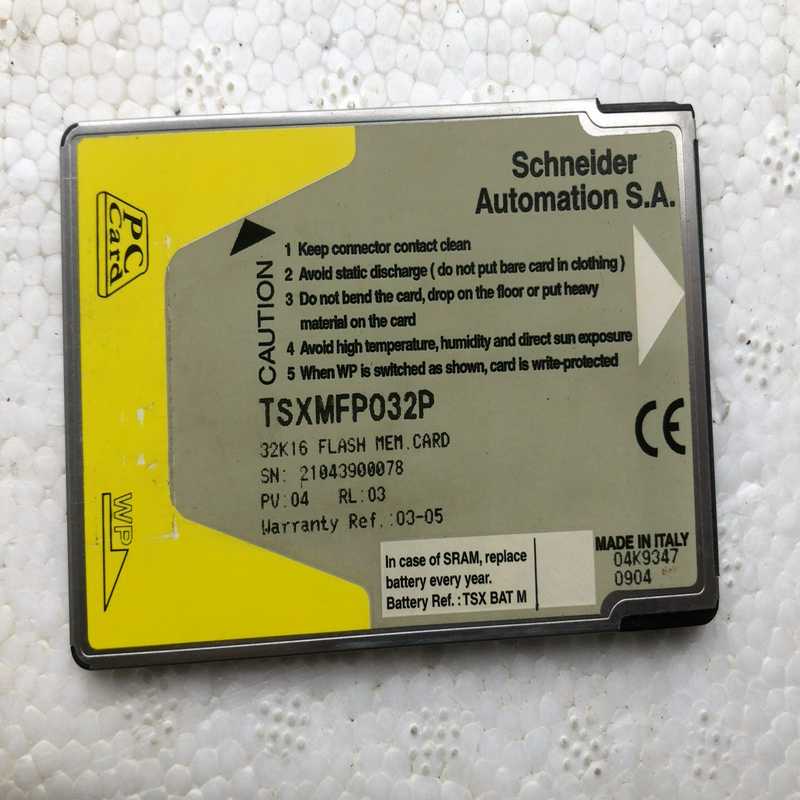 Schneider
Automation S.A.
PC
Card
CAUTION
1 Keep connector contact clean
2 Avoid static discharge ( do not put bare card in clothing )
3 Do not bend the card, drop on the floor or put heavy
material on the card
4 Avoid high temperature, humidity and direct sun exposure
5 When WP is switched as shown, card is write-protected
TSXMFP032P
32K16 FLASH MEM.CARD
SN: 21043900078
PV:04 RL:03
Warranty Ref.:03-05
CE
WP
In case of SRAM, replace
battery every year.
Battery Ref. : TSX BAT M
MADE IN ITALY
04K9347
0904